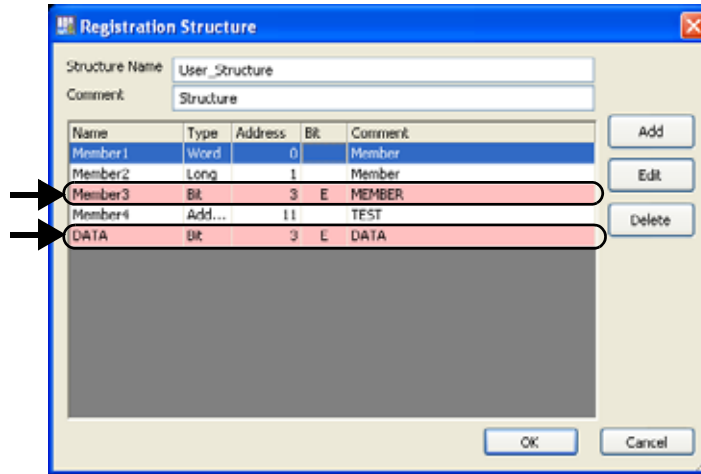 Registration Structure
Structure Name User_Structure
Comment Structure
Name Type Address Bit Comment
Member1 Word 0 Member
Member2 Long 1 Member
Member3 Bit 3 E MEMBER
Member4 Add... 11 TEST
DATA Bit 3 E DATA
Add
Edit
Delete
OK Cancel